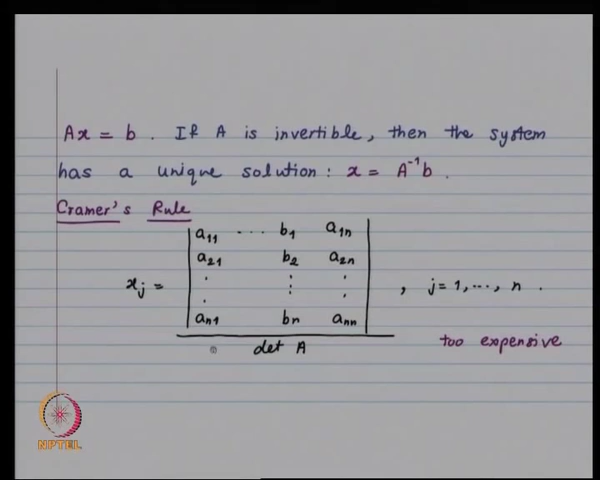 Ax = b . If A is invertible, then the system
has a unique solution : x = A⁻¹b .
Cramer's Rule
a₁₁ ... b₁ a₁ₙ
a₂₁ b₂ a₂ₙ
. ⋮ .
xⱼ = , j = 1, ..., n .
aₙ₁ bₙ aₙₙ
det A
too expensive
NPTEL